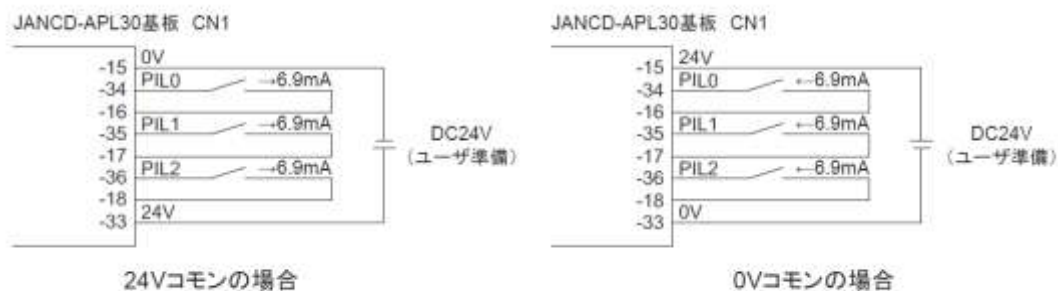 JANCD-APL30基板 CN1
0V
-15
PIL0 →6.9mA
-34
-16
PIL1 →6.9mA
-35
-17
PIL2 →6.9mA
-36
-18
24V
-33
DC24V
（ユーザ準備）
24Vコモンの場合
JANCD-APL30基板 CN1
24V
-15
PIL0 ←6.9mA
-34
-16
PIL1 ←6.9mA
-35
-17
PIL2 ←6.9mA
-36
-18
0V
-33
DC24V
（ユーザ準備）
0Vコモンの場合